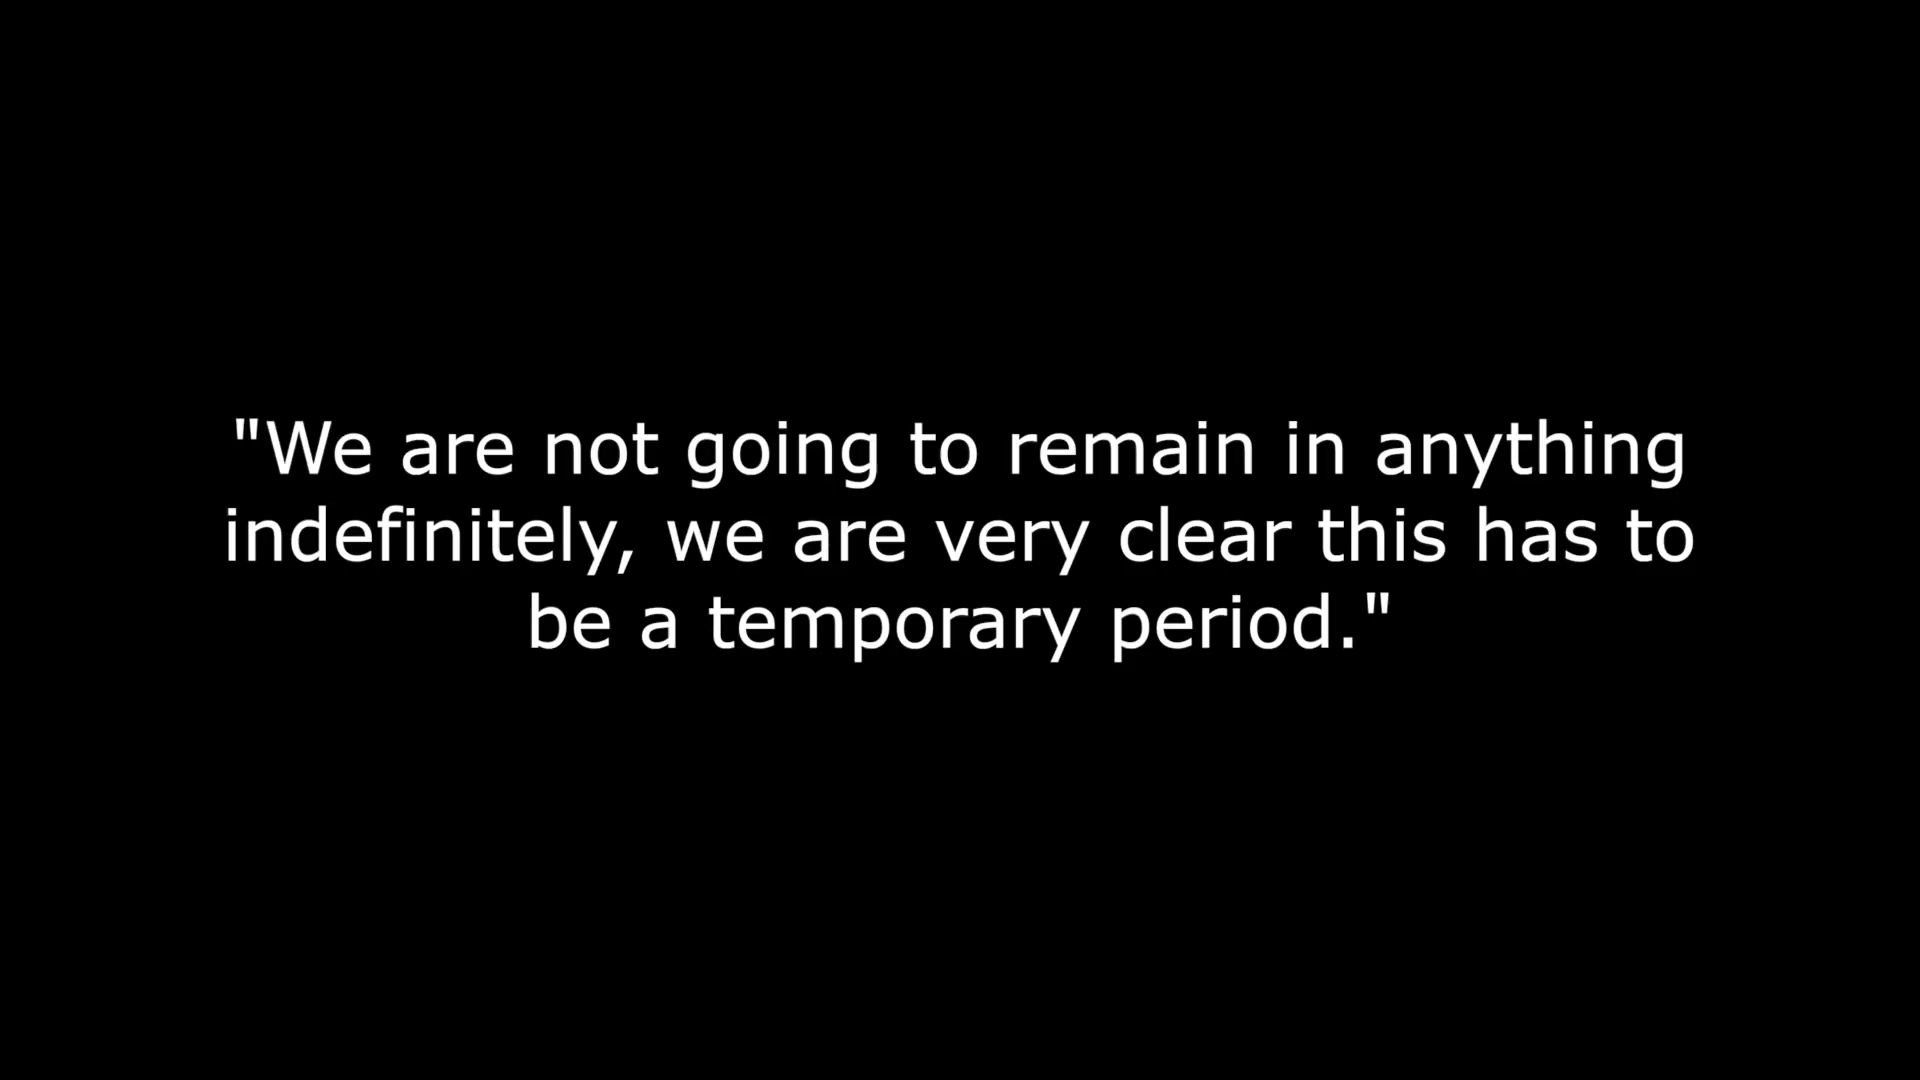 "We are not going to remain in anything
indefinitely, we are very clear this has to
be a temporary period."